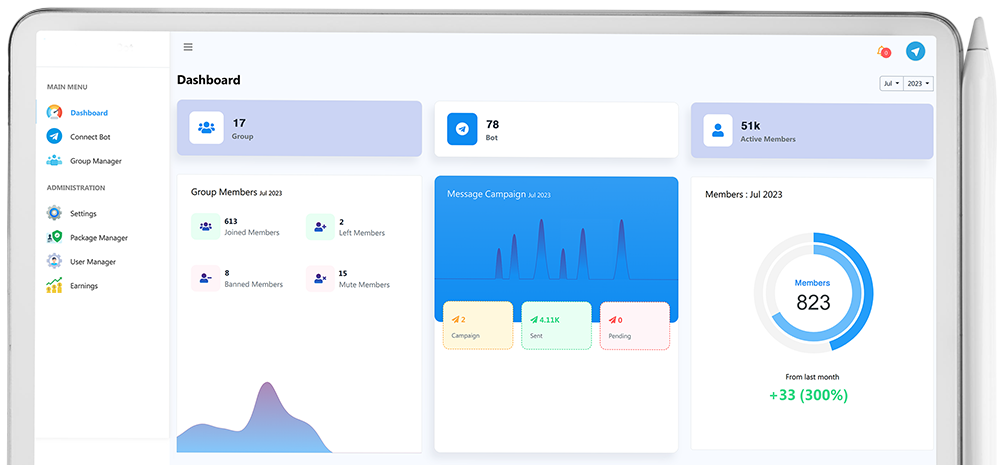 0
MAIN MENU
Dashboard
Connect Bot
Group Manager
ADMINISTRATION
Settings
Package Manager
User Manager
Earnings
Dashboard
Jul 2023
17
Group
78
Bot
51k
Active Members
Group Members Jul 2023
613
Joined Members
2
Left Members
8
Banned Members
15
Mute Members
Message Campaign Jul 2023
2
Campaign
4.11K
Sent
0
Pending
Members : Jul 2023
Members
823
From last month
+33 (300%)